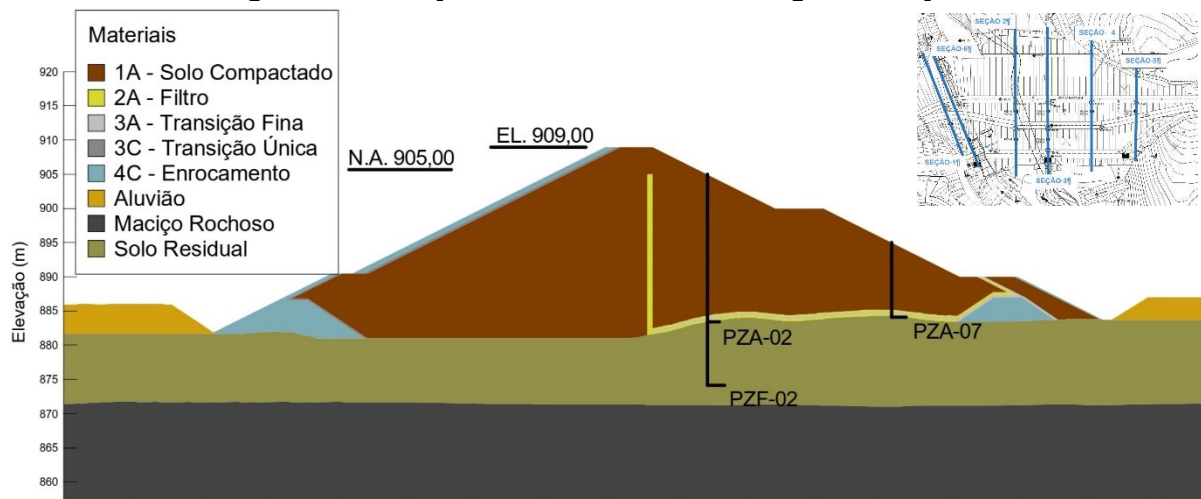 Materiais
1A - Solo Compactado
2A - Filtro
3A - Transição Fina
3C - Transição Única
4C - Enrocamento
Aluvião
Maciço Rochoso
Solo Residual
Elevação (m)
920
915
910
905
900
895
890
885
880
875
870
865
860
N.A. 905,00
EL. 909,00
PZA-02
PZA-07
PZF-02
SEÇÃO-2¶
SEÇÃO- 4
SEÇÃO-6¶
SEÇÃO-5¶
SEÇÃO-1¶
SEÇÃO-3¶